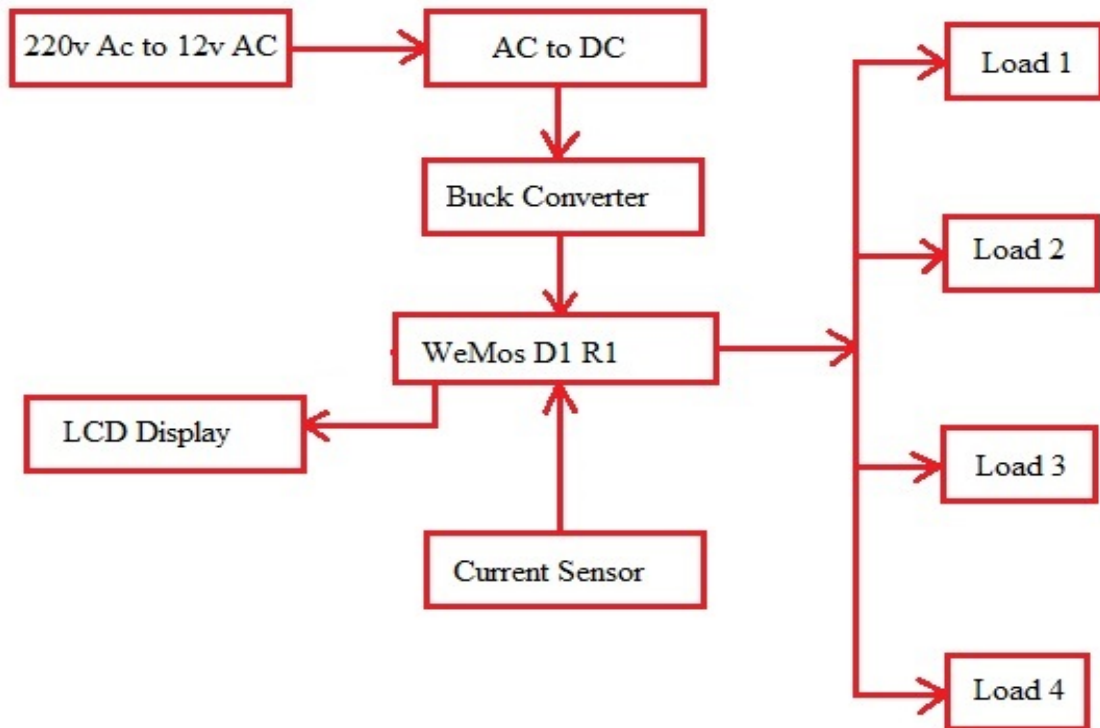 220v Ac to 12v AC
AC to DC
Load 1
Buck Converter
Load 2
WeMos D1 R1
LCD Display
Load 3
Current Sensor
Load 4